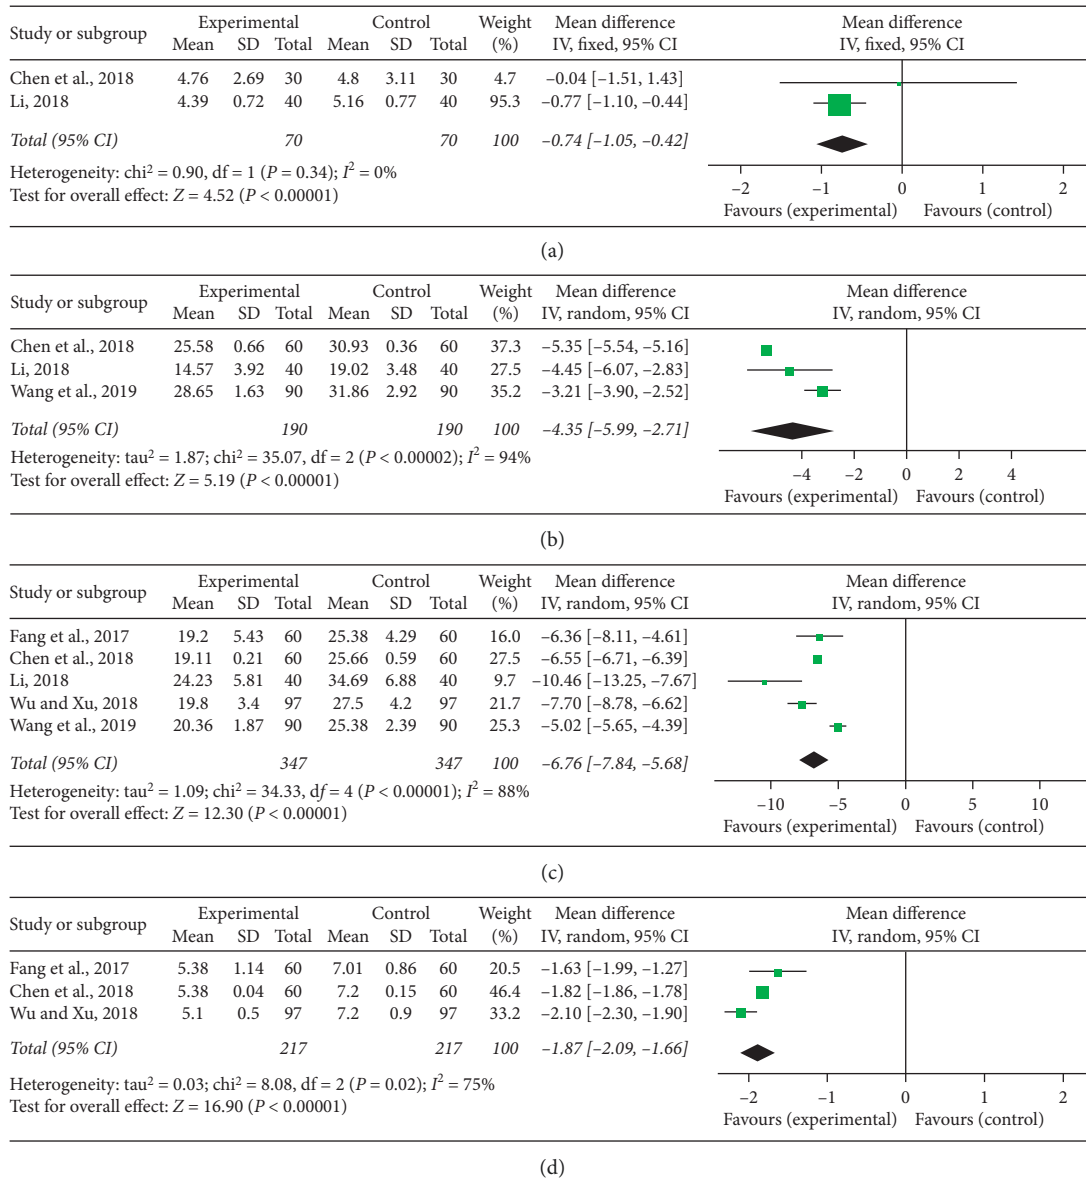 Study or subgroup Experimental Control Weight Mean difference Mean difference
Mean SD Total Mean SD Total (%) IV, fixed, 95% CI IV, fixed, 95% CI
Chen et al., 2018 4.76 2.69 30 4.8 3.11 30 4.7 –0.04 [–1.51, 1.43]
Li, 2018 4.39 0.72 40 5.16 0.77 40 95.3 –0.77 [–1.10, –0.44]
Total (95% CI) 70 70 100 –0.74 [–1.05, –0.42]
Heterogeneity: chi² = 0.90, df = 1 (P = 0.34); I² = 0%
Test for overall effect: Z = 4.52 (P < 0.00001)
–2 –1 0 1 2
Favours (experimental) Favours (control)
(a)
Study or subgroup Experimental Control Weight Mean difference Mean difference
Mean SD Total Mean SD Total (%) IV, random, 95% CI IV, random, 95% CI
Chen et al., 2018 25.58 0.66 60 30.93 0.36 60 37.3 –5.35 [–5.54, –5.16]
Li, 2018 14.57 3.92 40 19.02 3.48 40 27.5 –4.45 [–6.07, –2.83]
Wang et al., 2019 28.65 1.63 90 31.86 2.92 90 35.2 –3.21 [–3.90, –2.52]
Total (95% CI) 190 190 100 –4.35 [–5.99, –2.71]
Heterogeneity: tau² = 1.87; chi² = 35.07, df = 2 (P < 0.00002); I² = 94%
Test for overall effect: Z = 5.19 (P < 0.00001)
–4 –2 0 2 4
Favours (experimental) Favours (control)
(b)
Study or subgroup Experimental Control Weight Mean difference Mean difference
Mean SD Total Mean SD Total (%) IV, random, 95% CI IV, random, 95% CI
Fang et al., 2017 19.2 5.43 60 25.38 4.29 60 16.0 –6.36 [–8.11, –4.61]
Chen et al., 2018 19.11 0.21 60 25.66 0.59 60 27.5 –6.55 [–6.71, –6.39]
Li, 2018 24.23 5.81 40 34.69 6.88 40 9.7 –10.46 [–13.25, –7.67]
Wu and Xu, 2018 19.8 3.4 97 27.5 4.2 97 21.7 –7.70 [–8.78, –6.62]
Wang et al., 2019 20.36 1.87 90 25.38 2.39 90 25.3 –5.02 [–5.65, –4.39]
Total (95% CI) 347 347 100 –6.76 [–7.84, –5.68]
Heterogeneity: tau² = 1.09; chi² = 34.33, df = 4 (P < 0.00001); I² = 88%
Test for overall effect: Z = 12.30 (P < 0.00001)
–10 –5 0 5 10
Favours (experimental) Favours (control)
(c)
Study or subgroup Experimental Control Weight Mean difference Mean difference
Mean SD Total Mean SD Total (%) IV, random, 95% CI IV, random, 95% CI
Fang et al., 2017 5.38 1.14 60 7.01 0.86 60 20.5 –1.63 [–1.99, –1.27]
Chen et al., 2018 5.38 0.04 60 7.2 0.15 60 46.4 –1.82 [–1.86, –1.78]
Wu and Xu, 2018 5.1 0.5 97 7.2 0.9 97 33.2 –2.10 [–2.30, –1.90]
Total (95% CI) 217 217 100 –1.87 [–2.09, –1.66]
Heterogeneity: tau² = 0.03; chi² = 8.08, df = 2 (P = 0.02); I² = 75%
Test for overall effect: Z = 16.90 (P < 0.00001)
–2 –1 0 1 2
Favours (experimental) Favours (control)
(d)